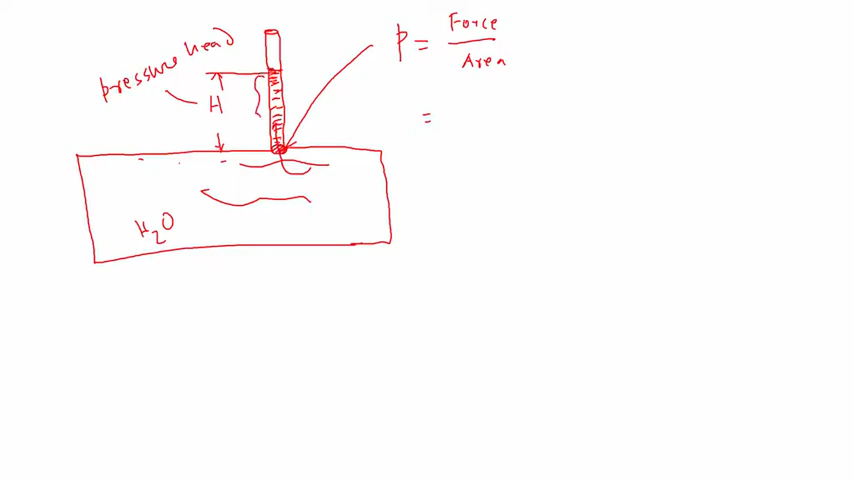 pressure head
H
H₂O
p = Force / Area
=